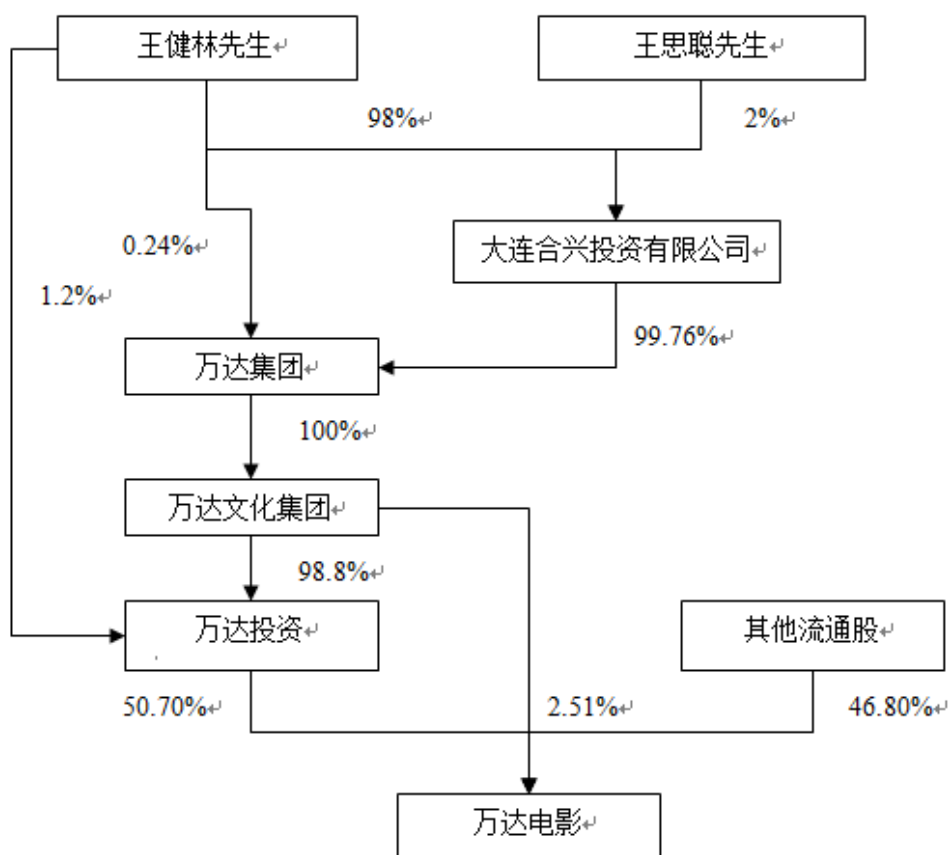 王健林先生↵
王思聪先生↵
98%↵
2%↵
0.24%↵
大连合兴投资有限公司↵
1.2%↵
99.76%↵
万达集团↵
100%↵
万达文化集团↵
98.8%↵
万达投资↵
其他流通股↵
50.70%↵
2.51%↵
46.80%↵
万达电影↵